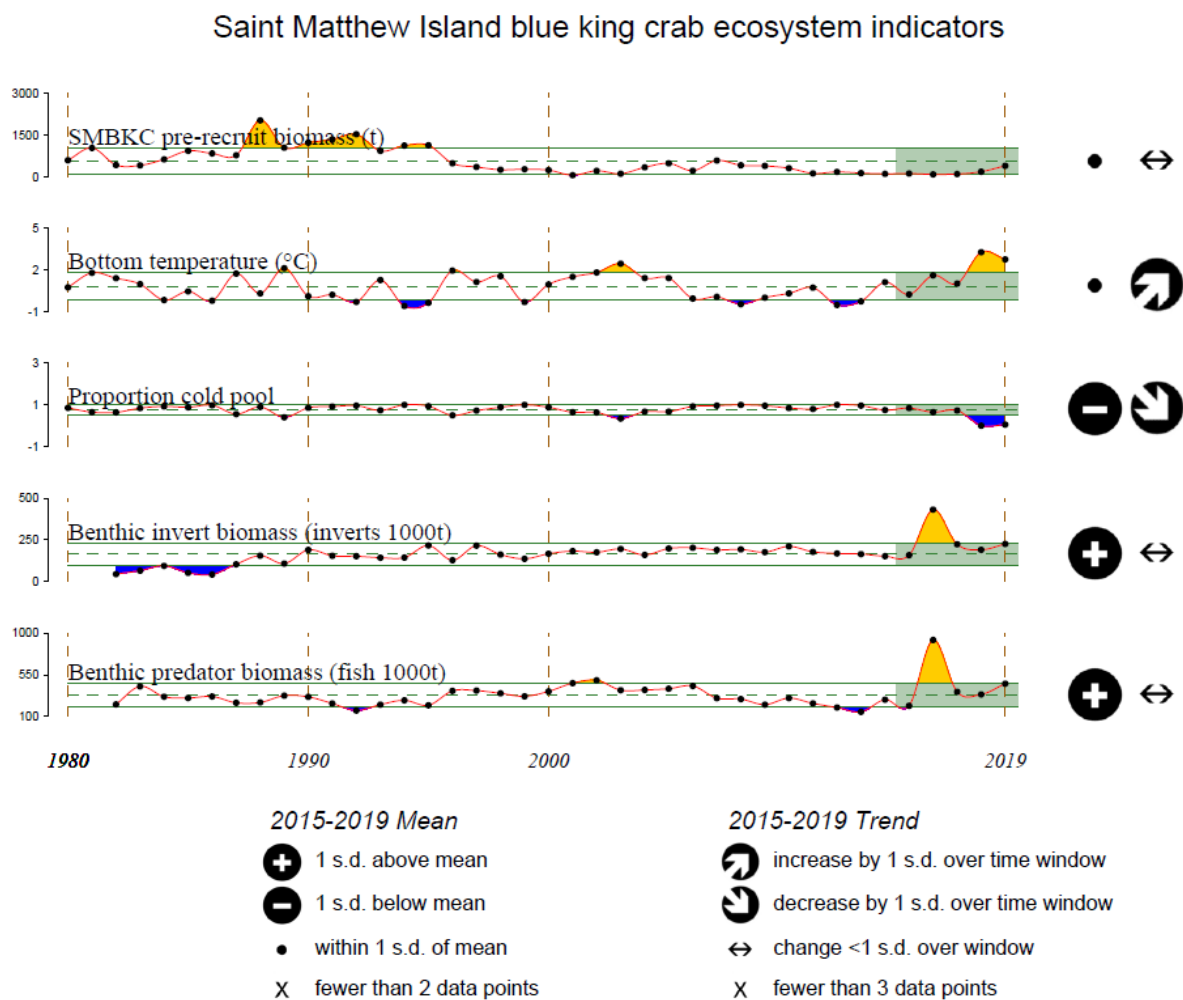 Saint Matthew Island blue king crab ecosystem indicators
3000
1500
0
SMBKC pre-recruit biomass (t)
5
2
-1
Bottom temperature (°C)
3
1
-1
Proportion cold pool
500
250
0
Benthic invert biomass (inverts 1000t)
1000
550
100
Benthic predator biomass (fish 1000t)
1980 1990 2000 2019
2015-2019 Mean
1 s.d. above mean
1 s.d. below mean
within 1 s.d. of mean
x fewer than 2 data points
2015-2019 Trend
increase by 1 s.d. over time window
decrease by 1 s.d. over time window
change <1 s.d. over window
x fewer than 3 data points